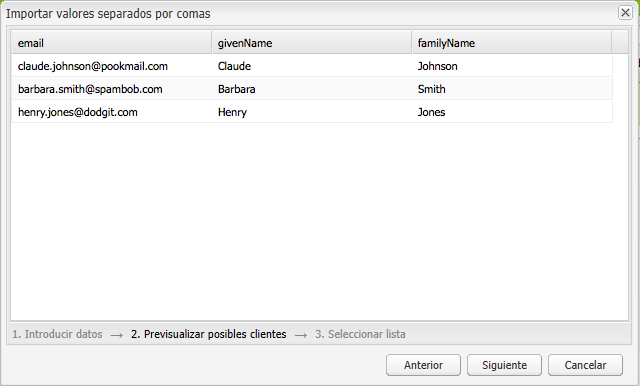 Importar valores separados por comas
email givenName familyName
claude.johnson@pookmail.com Claude Johnson
barbara.smith@spambob.com Barbara Smith
henry.jones@dodgit.com Henry Jones
1. Introducir datos → 2. Previsualizar posibles clientes → 3. Seleccionar lista
Anterior Siguiente Cancelar